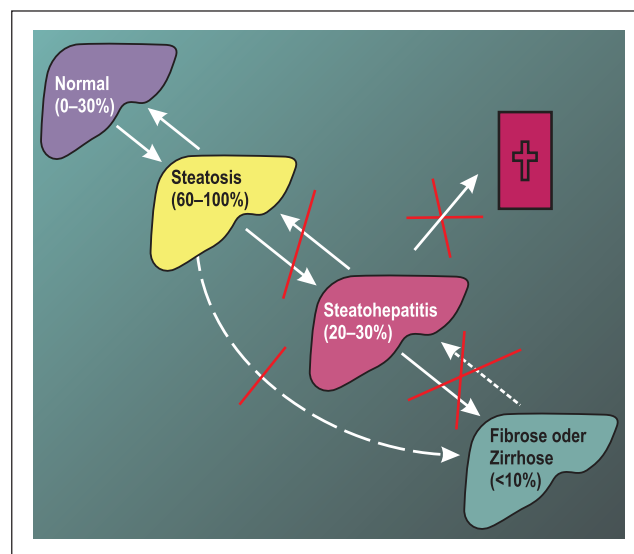 Normal
(0–30%)
Steatosis
(60–100%)
Steatohepatitis
(20–30%)
Fibrose oder
Zirrhose
(<10%)